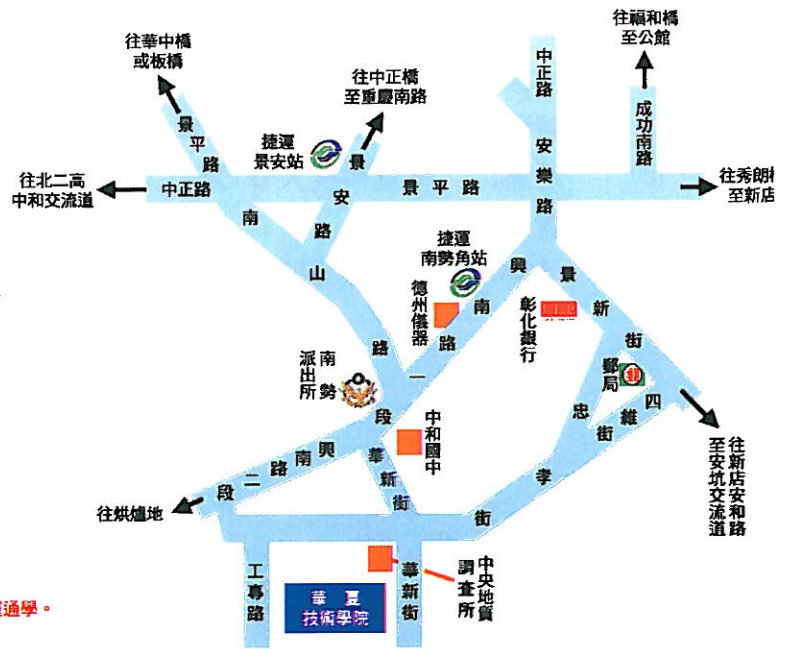 往華中橋
或板橋
往中正橋
至重慶南路
往福和橋
至公館
中正路
景平路
捷運
景安站
成功南路
安樂路
往北二高
中和交流道
中正路
景安路
景平路
往秀朗
至新店
南山路
捷運
南勢角站
德州儀器
興南路一段
彰化銀行
景新街
郵局
南勢
派出所
中和國中
忠孝街
四維街
往新店安和路
至安坑交流道
興南路二段
華新街
往烘爐地
工專路
華夏
技術學院
華新街
中央地質
調查所
通學。